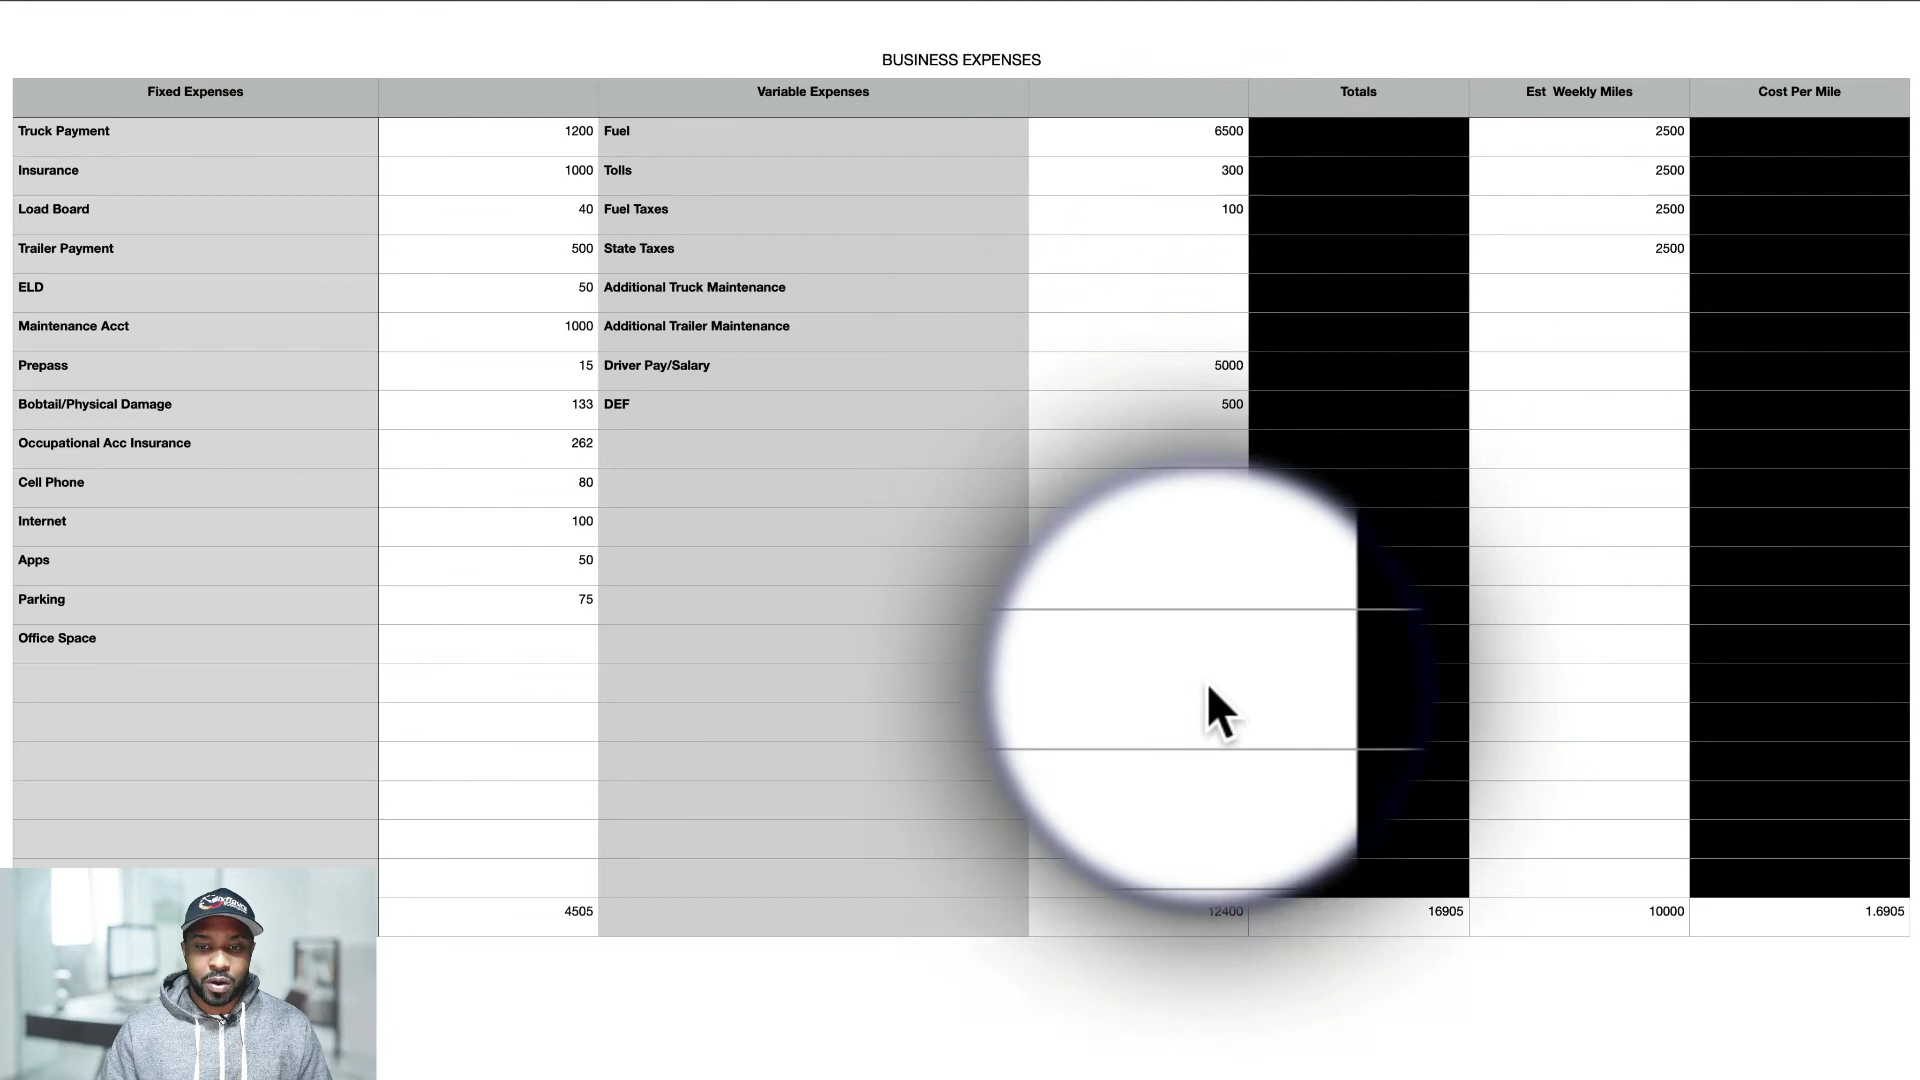 BUSINESS EXPENSES
Fixed Expenses Variable Expenses Totals Est Weekly Miles Cost Per Mile
Truck Payment 1200 Fuel 6500 2500
Insurance 1000 Tolls 300 2500
Load Board 40 Fuel Taxes 100 2500
Trailer Payment 500 State Taxes 2500
ELD 50 Additional Truck Maintenance
Maintenance Acct 1000 Additional Trailer Maintenance
Prepass 15 Driver Pay/Salary 5000
Bobtail/Physical Damage 133 DEF 500
Occupational Acc Insurance 262
Cell Phone 80
Internet 100
Apps 50
Parking 75
Office Space
4505 12400 16905 10000 1.6905